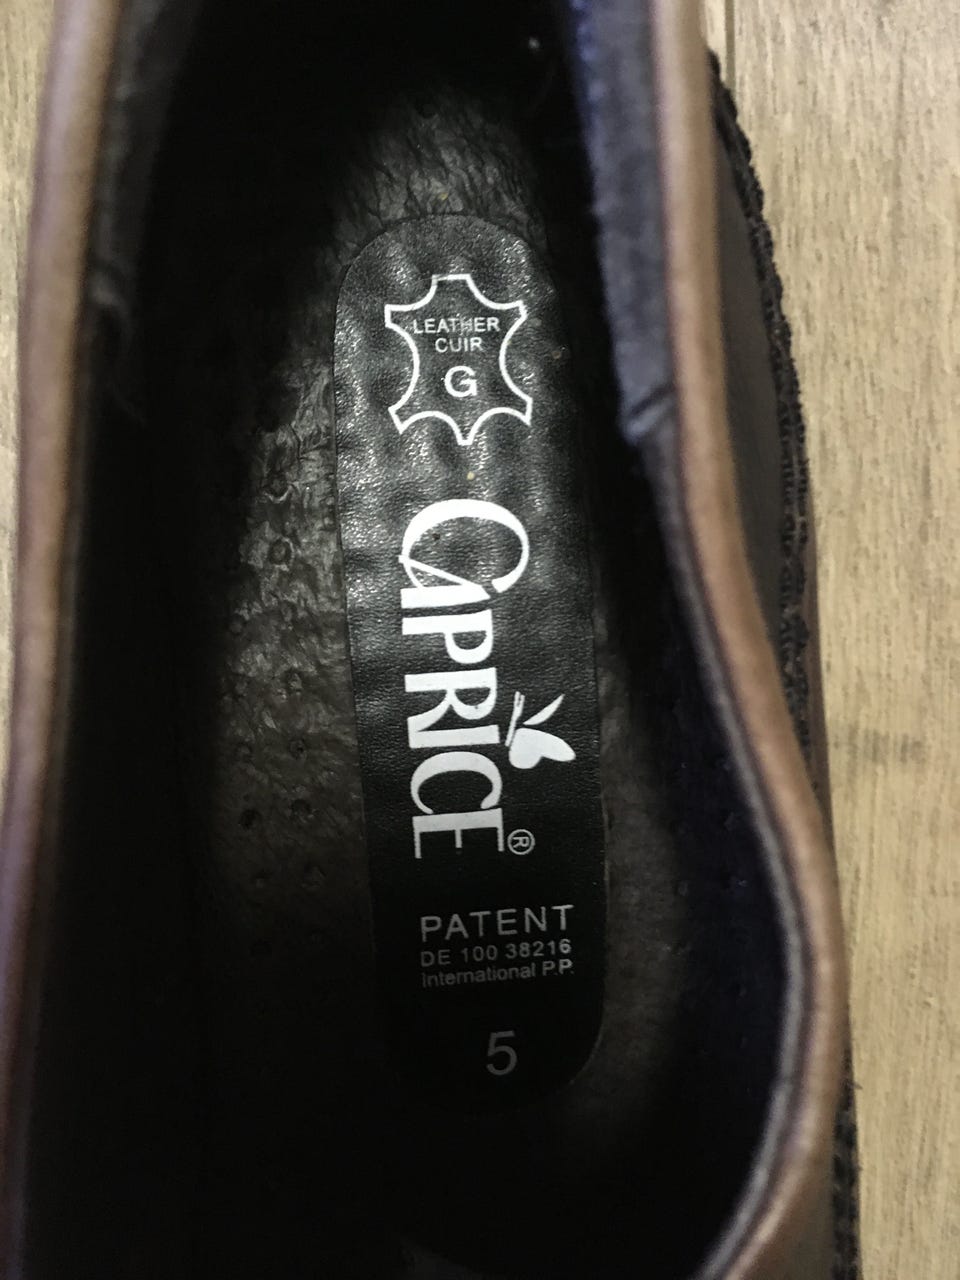 LEATHER
CUIR
G
CAPRICE®
PATENT
DE 100 38216
International P.P.
5